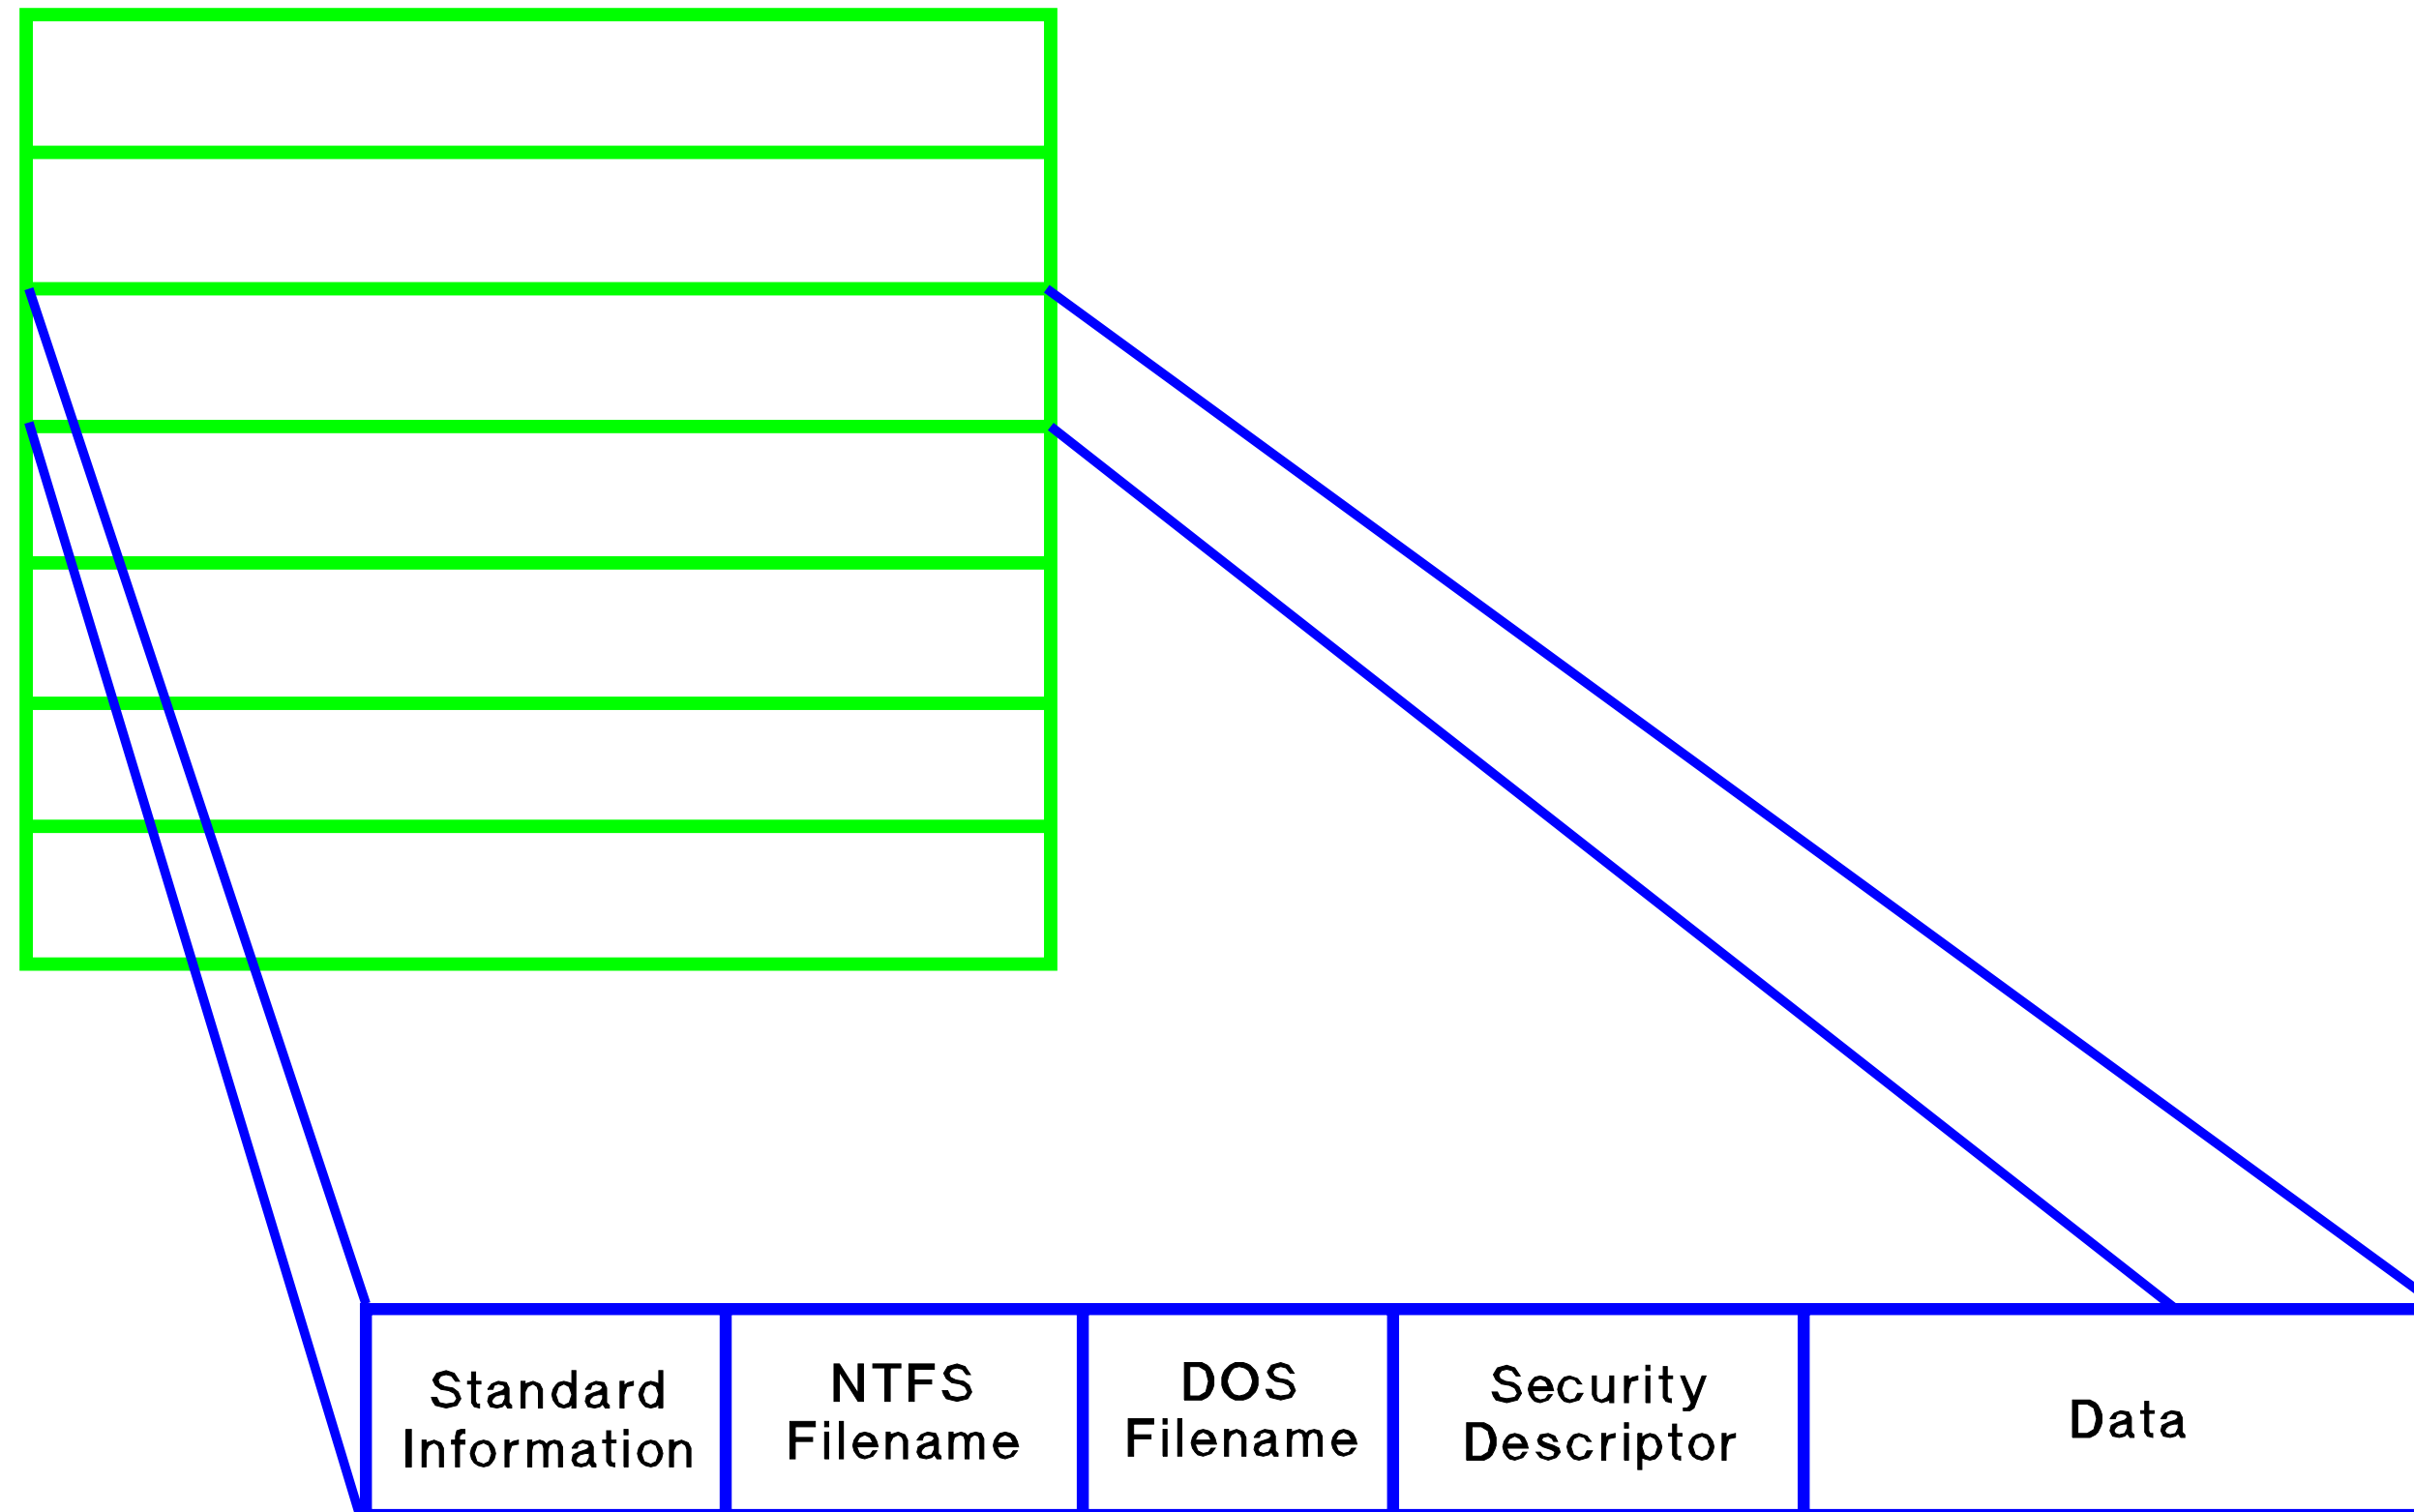 Standard
Information
NTFS
Filename
DOS
Filename
Security
Descriptor
Data